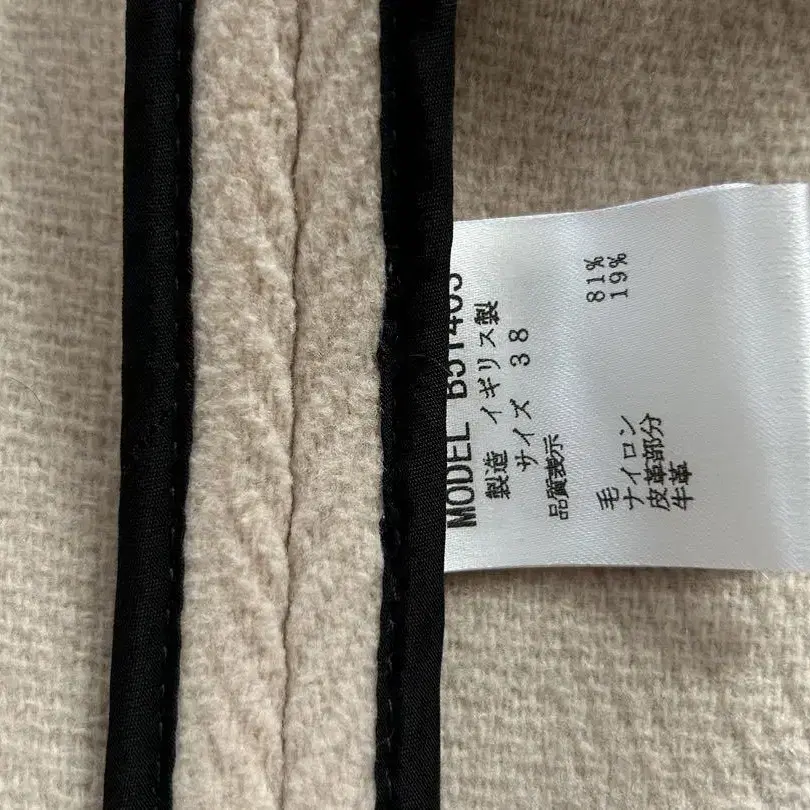 MODEL B51403
製造 イギリス製
サイズ 38
品質表示
毛 81%
ナイロン 19%
皮革部分
牛革